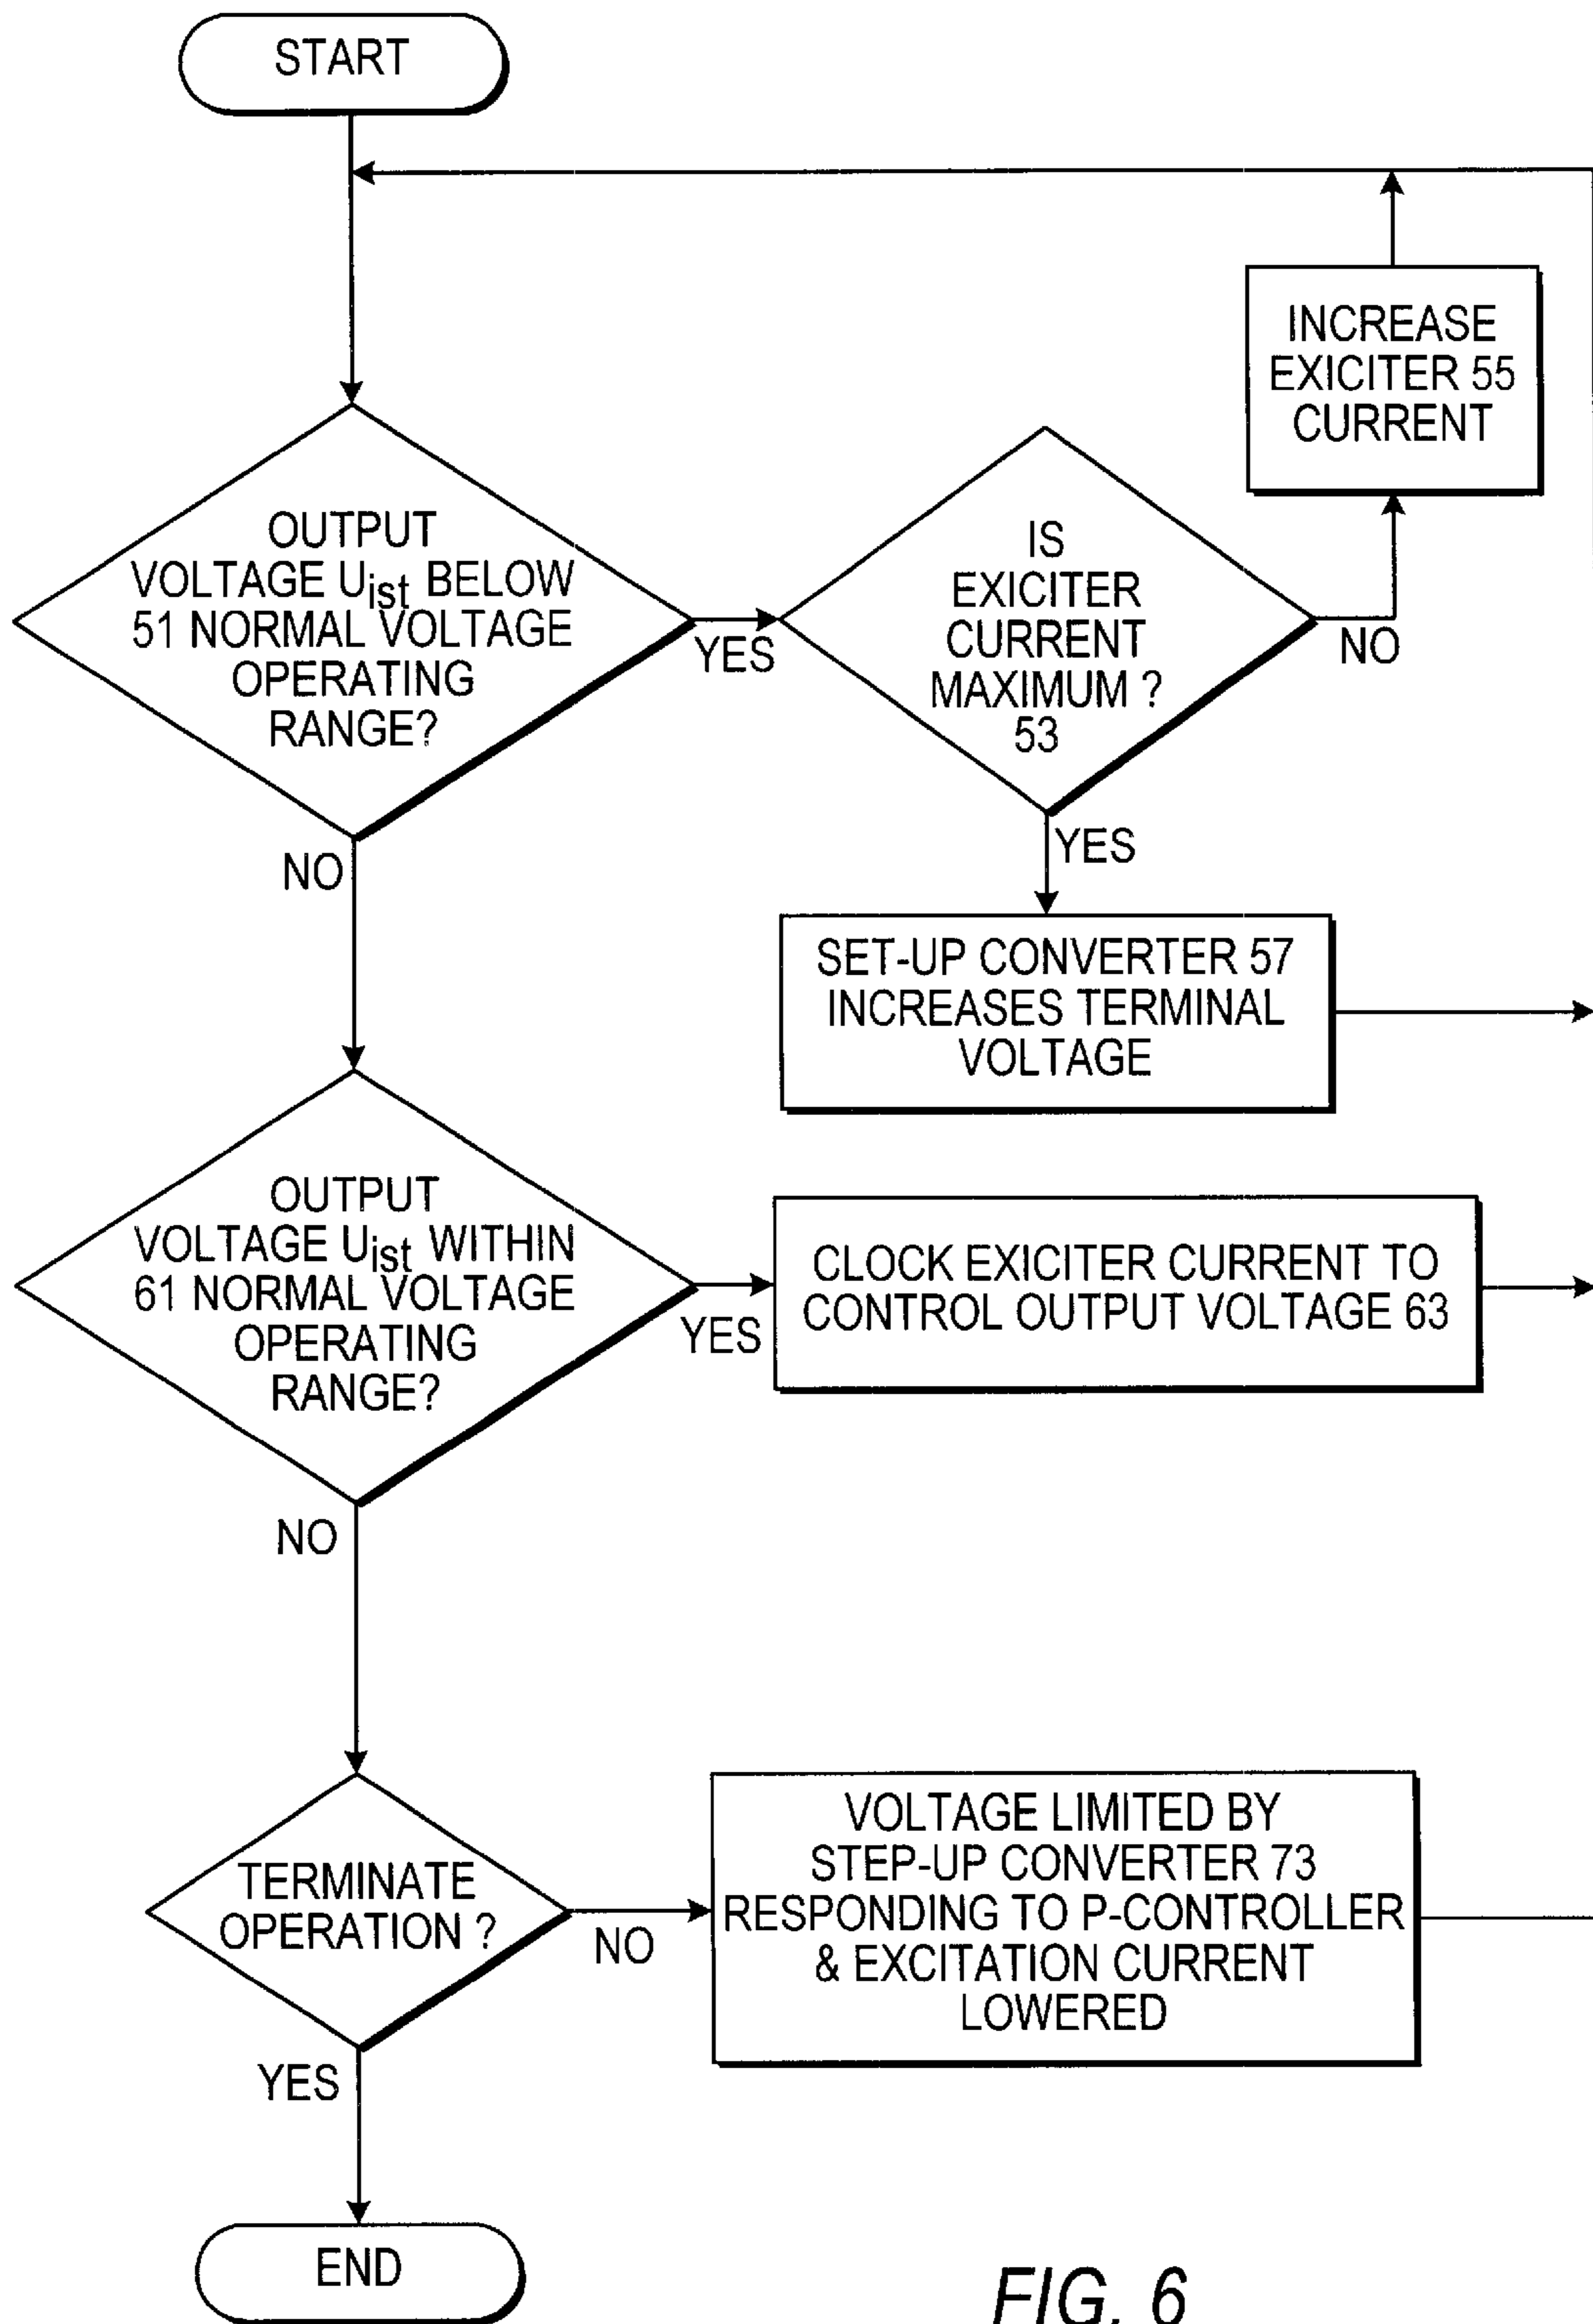 START
INCREASE
EXICITER 55
CURRENT
OUTPUT
VOLTAGE Uist BELOW
51 NORMAL VOLTAGE
OPERATING
RANGE?
YES
IS
EXICITER
CURRENT
MAXIMUM ?
53
NO
NO
YES
SET-UP CONVERTER 57
INCREASES TERMINAL
VOLTAGE
OUTPUT
VOLTAGE Uist WITHIN
61 NORMAL VOLTAGE
OPERATING
RANGE?
YES
CLOCK EXICITER CURRENT TO
CONTROL OUTPUT VOLTAGE 63
NO
TERMINATE
OPERATION ?
NO
VOLTAGE LIMITED BY
STEP-UP CONVERTER 73
RESPONDING TO P-CONTROLLER
& EXCITATION CURRENT
LOWERED
YES
END
FIG. 6